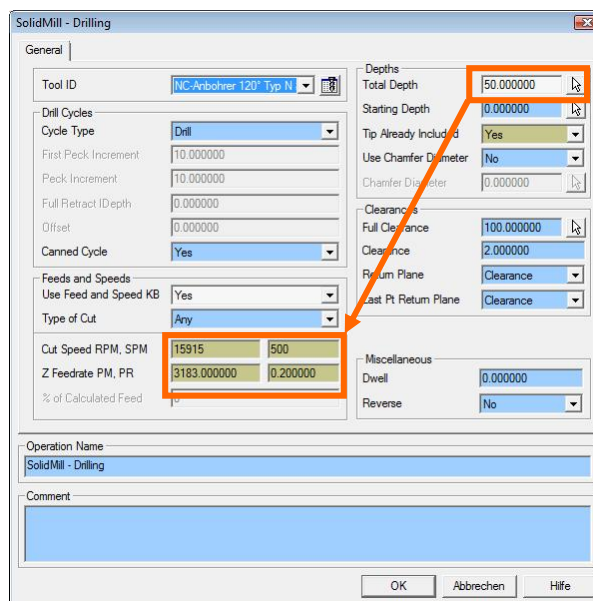 SolidMill - Drilling
General
Tool ID
NC-Anbohrer 120° Typ N
Drill Cycles
Cycle Type
Drill
First Peck Increment
10.000000
Peck Increment
10.000000
Full Retract IDepth
0.000000
Offset
0.000000
Canned Cycle
Yes
Feeds and Speeds
Use Feed and Speed KB
Yes
Type of Cut
Any
Cut Speed RPM, SPM
15915 500
Z Feedrate PM, PR
3183.000000 0.200000
% of Calculated Feed
Depths
Total Depth
50.000000
Starting Depth
0.000000
Tip Already Included
Yes
Use Chamfer Diameter
No
Chamfer Diameter
0.000000
Clearances
Full Clearance
100.000000
Clearance
2.000000
Return Plane
Clearance
Last Pt Return Plane
Clearance
Miscellaneous
Dwell
0.000000
Reverse
No
Operation Name
SolidMill - Drilling
Comment
OK Abbrechen Hilfe